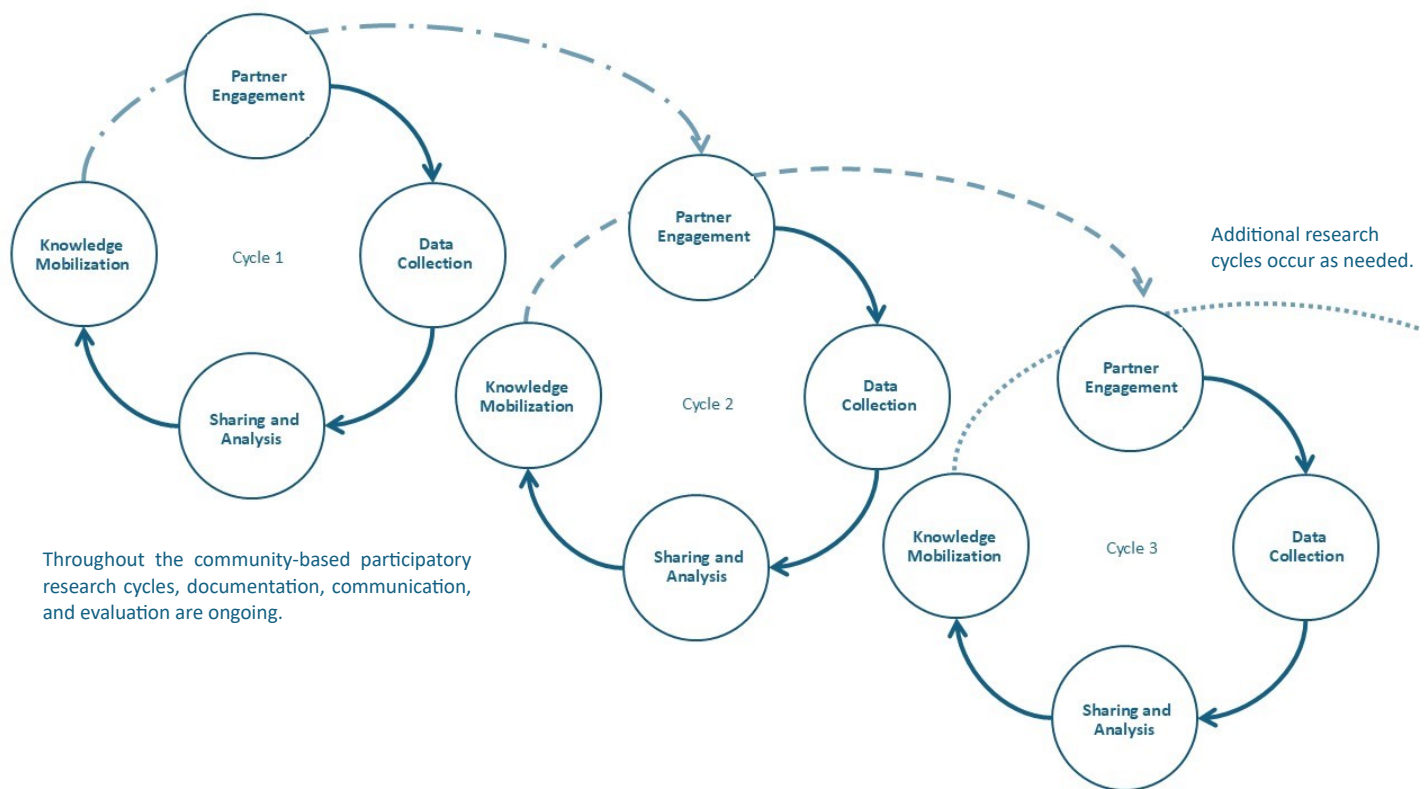 Partner
Engagement
Knowledge
Mobilization
Cycle 1
Data
Collection
Sharing and
Analysis
Partner
Engagement
Knowledge
Mobilization
Cycle 2
Data
Collection
Sharing and
Analysis
Additional research
cycles occur as needed.
Partner
Engagement
Knowledge
Mobilization
Cycle 3
Data
Collection
Sharing and
Analysis
Throughout the community-based participatory
research cycles, documentation, communication,
and evaluation are ongoing.